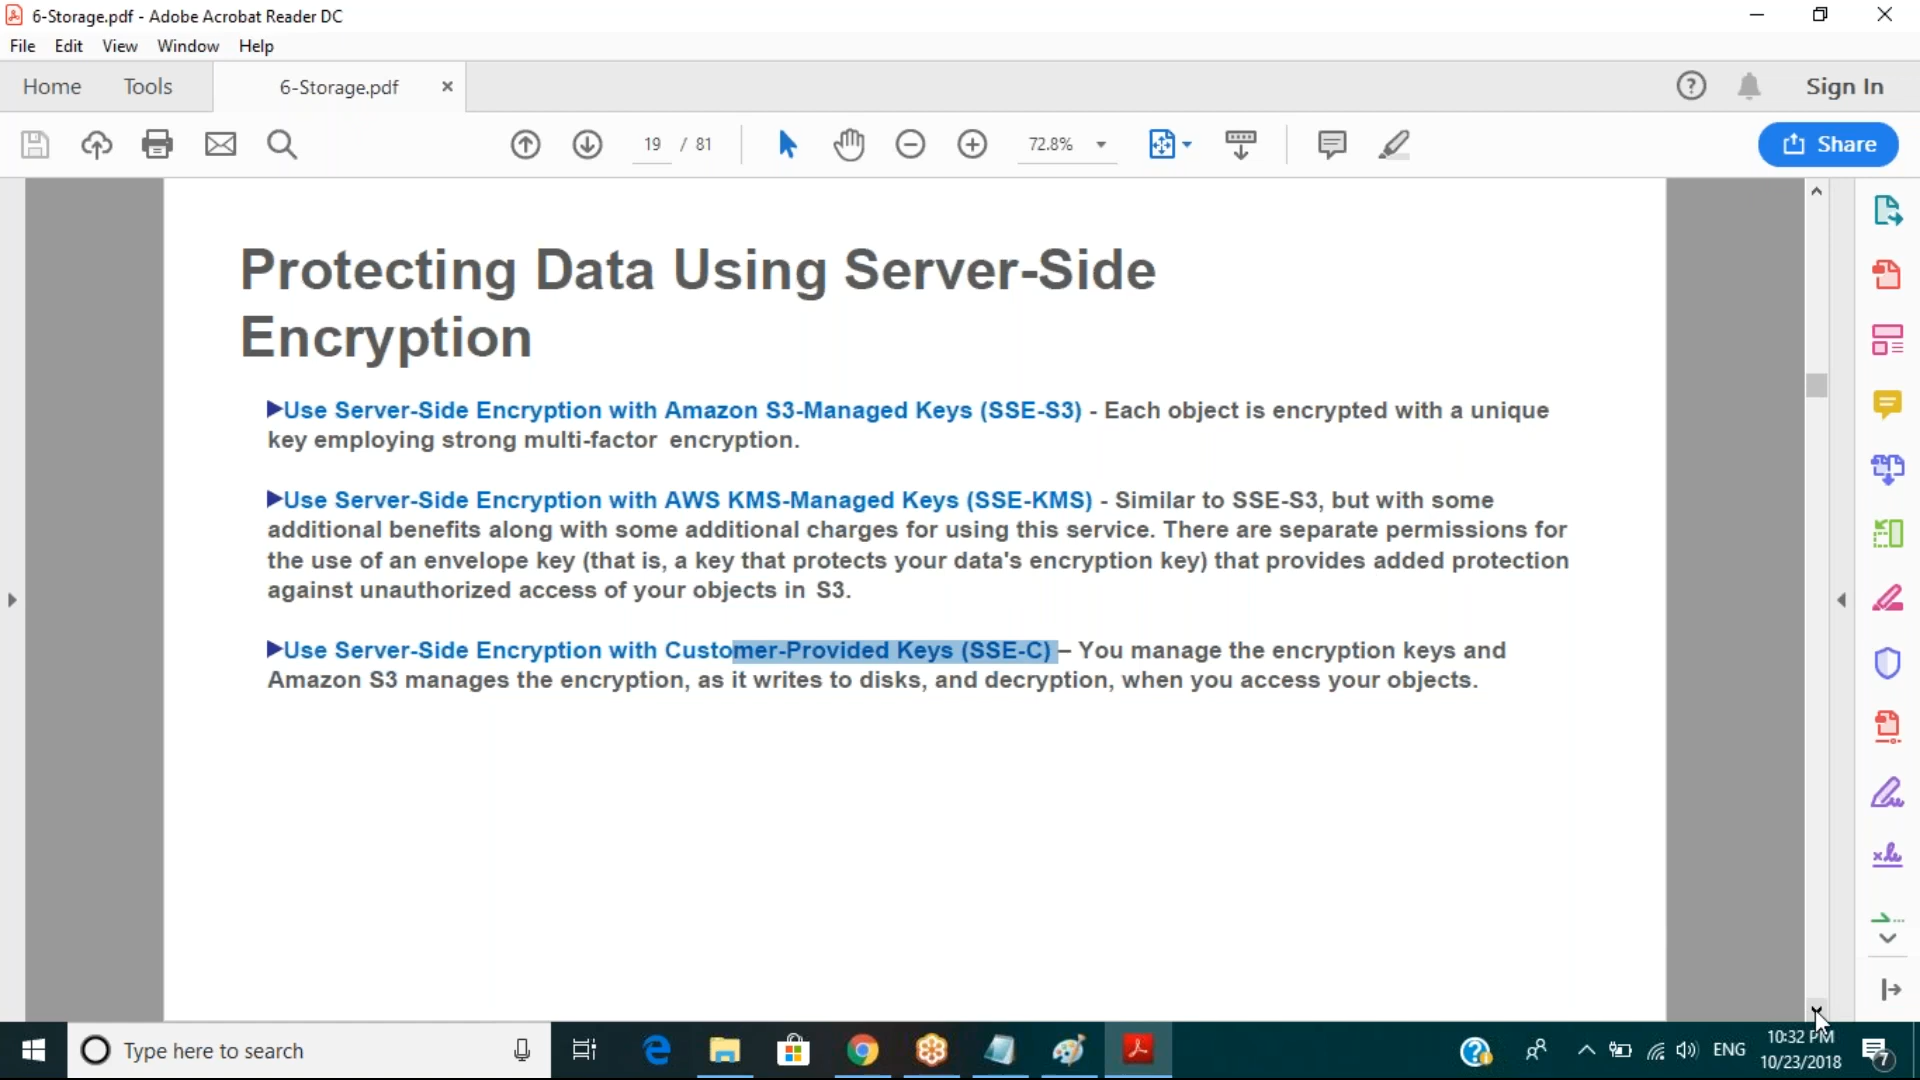 6-Storage.pdf - Adobe Acrobat Reader DC
File Edit View Window Help
Home Tools 6-Storage.pdf × Sign In
19 / 81 72.8% Share
Protecting Data Using Server-Side
Encryption
▶Use Server-Side Encryption with Amazon S3-Managed Keys (SSE-S3) - Each object is encrypted with a unique
key employing strong multi-factor encryption.
▶Use Server-Side Encryption with AWS KMS-Managed Keys (SSE-KMS) - Similar to SSE-S3, but with some
additional benefits along with some additional charges for using this service. There are separate permissions for
the use of an envelope key (that is, a key that protects your data's encryption key) that provides added protection
against unauthorized access of your objects in S3.
▶Use Server-Side Encryption with Customer-Provided Keys (SSE-C) – You manage the encryption keys and
Amazon S3 manages the encryption, as it writes to disks, and decryption, when you access your objects.
Type here to search
ENG
10:32 PM
10/23/2018
7